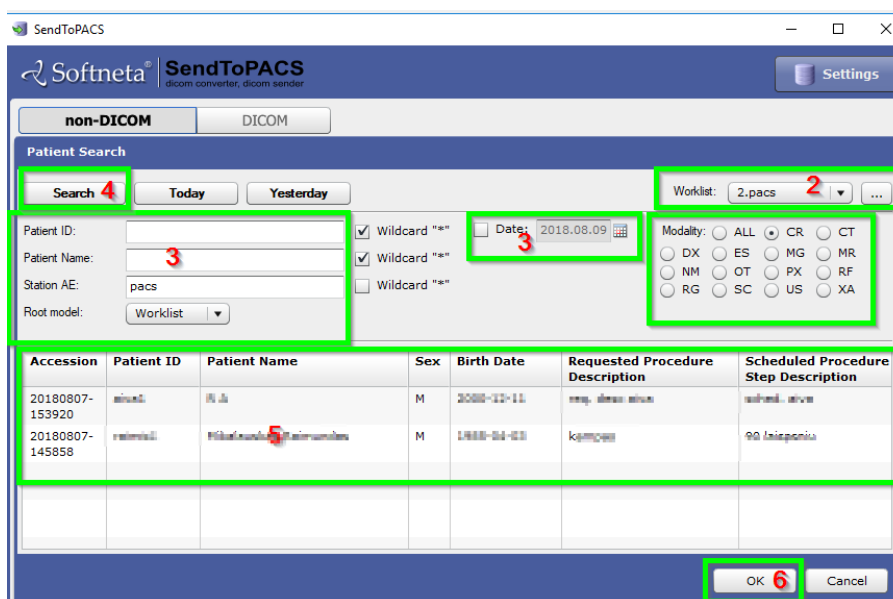 SendToPACS
Softneta® SendToPACS
dicom converter, dicom sender
Settings
non-DICOM DICOM
Patient Search
Search 4 Today Yesterday Worklist: 2.pacs 2 ...
Patient ID: Wildcard "*" Date: 3 2018.08.09 Modality: ALL CR CT
DX ES MG MR
Patient Name: 3 Wildcard "*"
NM OT PX RF
Station AE: pacs Wildcard "*"
RG SC US XA
Root model: Worklist
Accession Patient ID Patient Name Sex Birth Date Requested Procedure Description Scheduled Procedure Step Description
20180807-
153920 M
20180807-
145858 5 M
OK 6 Cancel